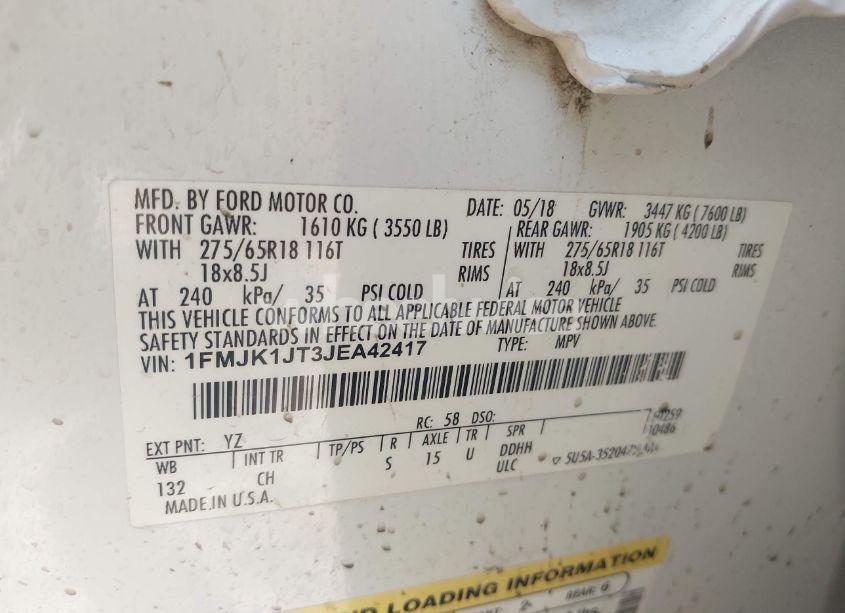 MFD. BY FORD MOTOR CO. DATE: 05/18 GVWR: 3447 KG ( 7600 LB)
FRONT GAWR: 1610 KG ( 3550 LB) REAR GAWR: 1905 KG ( 4200 LB)
WITH 275/65R18 116T TIRES WITH 275/65R18 116T TIRES
18x8.5J RIMS 18x8.5J RIMS
AT 240 kPa/ 35 PSI COLD AT 240 kPa/ 35 PSI COLD
THIS VEHICLE CONFORMS TO ALL APPLICABLE FEDERAL MOTOR VEHICLE
SAFETY STANDARDS IN EFFECT ON THE DATE OF MANUFACTURE SHOWN ABOVE.
VIN: 1FMJK1JT3JEA42417 TYPE: MPV
RC: 58 DSO:
EXT PNT: YZ 10486
WB INT TR TP/PS R AXLE TR SPR
132 CH S 15 U DDHH
ULC
MADE IN U.S.A.
LOADING INFORMATION